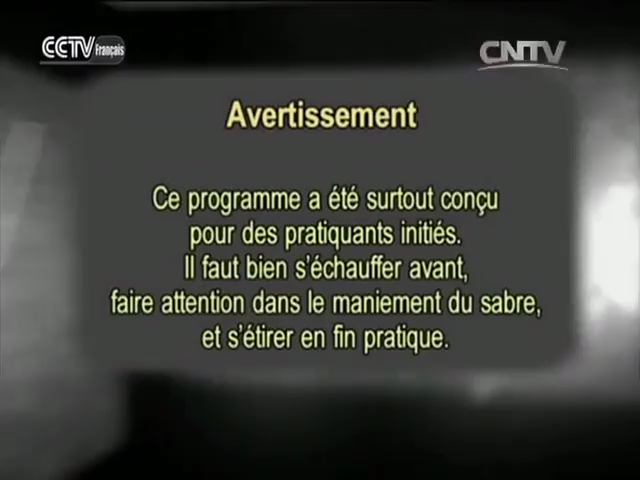 CCTV Français
CNTV
Avertissement
Ce programme a été surtout conçu
pour des pratiquants initiés.
Il faut bien s'échauffer avant,
faire attention dans le maniement du sabre,
et s'étirer en fin pratique.